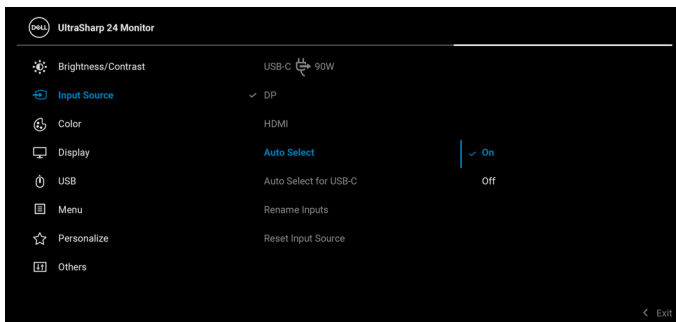 DELL UltraSharp 24 Monitor
Brightness/Contrast USB-C 90W
Input Source DP
Color HDMI
Display Auto Select On
USB Auto Select for USB-C Off
Menu Rename Inputs
Personalize Reset Input Source
Others
Exit